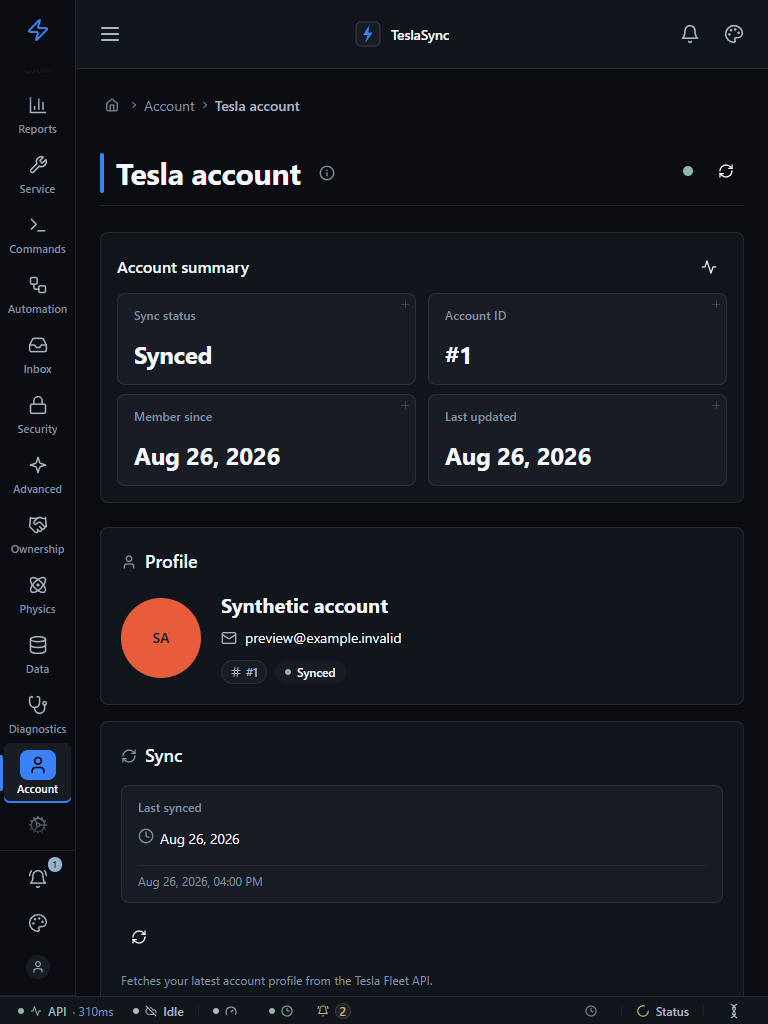 TeslaSync
Reports
Service
Commands
Automation
Inbox
Security
Advanced
Ownership
Physics
Data
Diagnostics
Account
1
Account > Tesla account
Tesla account
Account summary
Sync status
Synced
Account ID
#1
Member since
Aug 26, 2026
Last updated
Aug 26, 2026
Profile
SA
Synthetic account
preview@example.invalid
#1
Synced
Sync
Last synced
Aug 26, 2026
Aug 26, 2026, 04:00 PM
Fetches your latest account profile from the Tesla Fleet API.
API · 310ms
Idle
2
Status